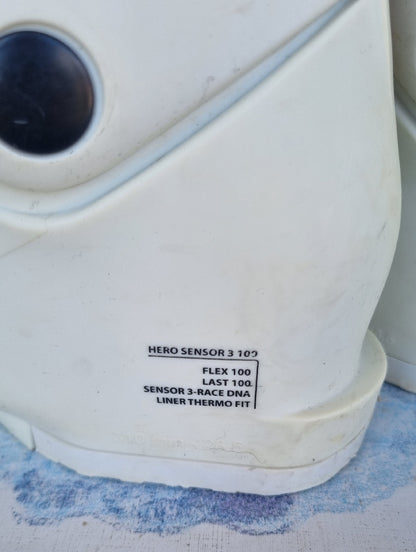 HERO SENSOR 3 100
FLEX 100
LAST 100
SENSOR 3-RACE DNA
LINER THERMO FIT